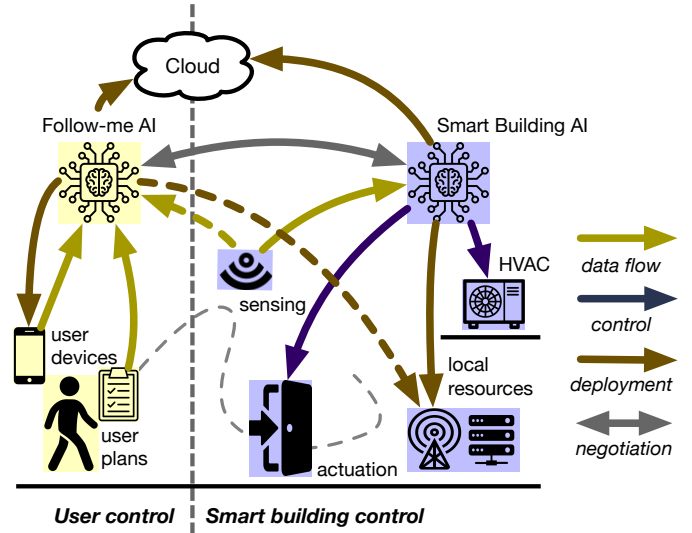 Cloud
Follow-me AI
Smart Building AI
HVAC
sensing
user
devices
local
resources
user
plans
actuation
data flow
control
deployment
negotiation
User control
Smart building control